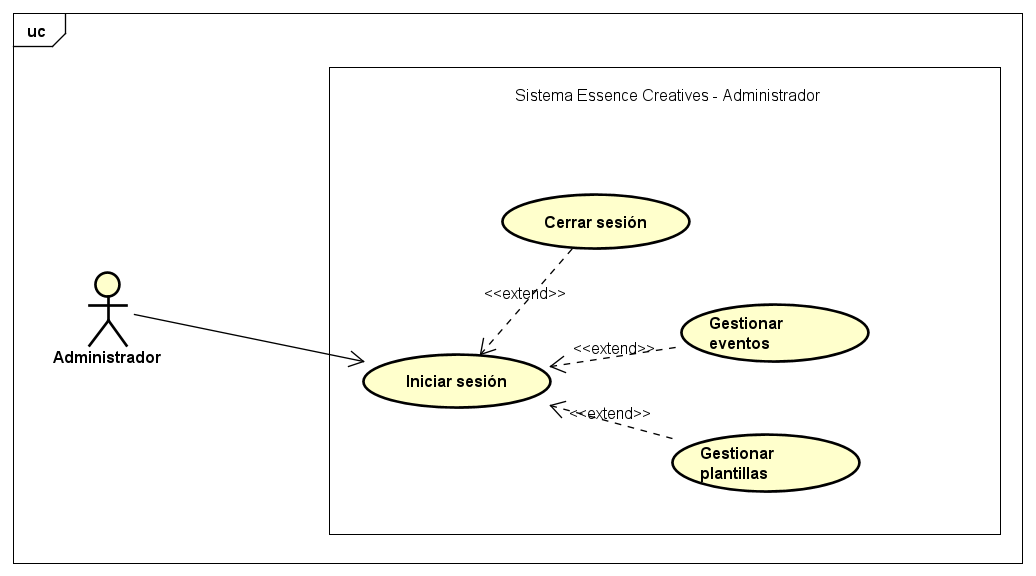 uc
Sistema Essence Creatives - Administrador
Cerrar sesión
<<extend>>
Gestionar
eventos
<<extend>>
Administrador
Iniciar sesión
<<extend>>
Gestionar
plantillas